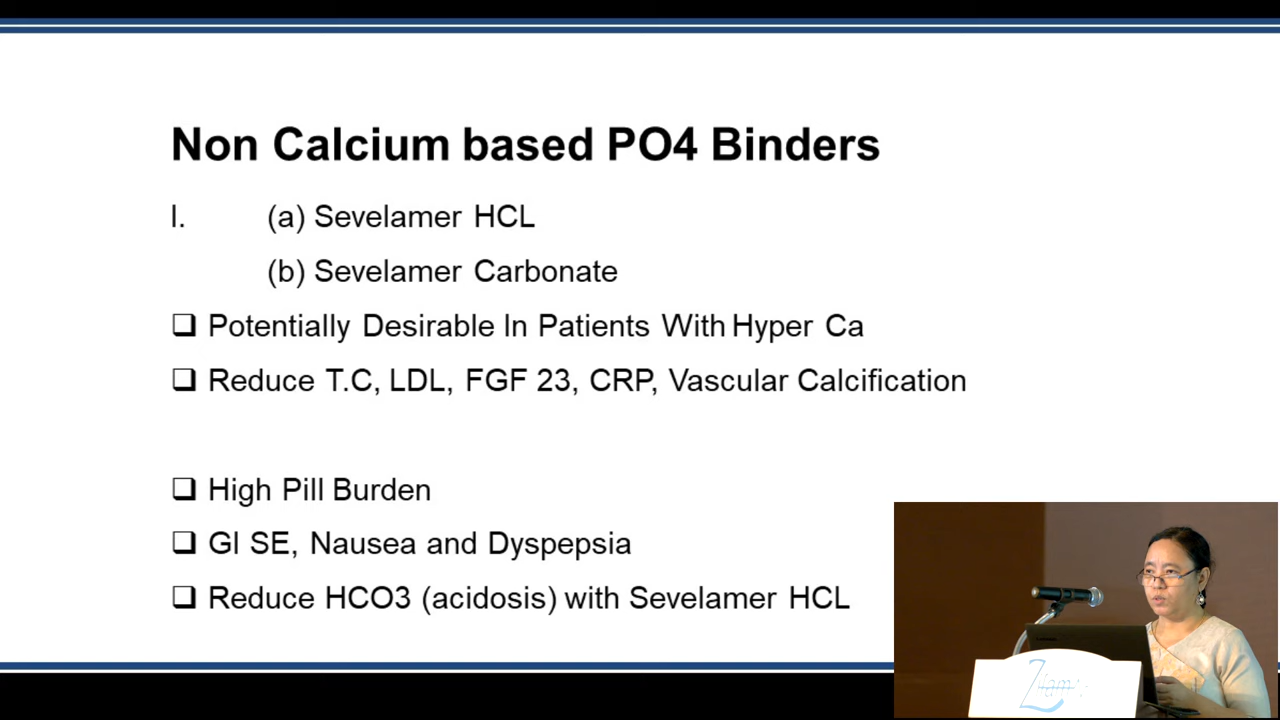 Non Calcium based PO4 Binders
I. (a) Sevelamer HCL
(b) Sevelamer Carbonate
❑ Potentially Desirable In Patients With Hyper Ca
❑ Reduce T.C, LDL, FGF 23, CRP, Vascular Calcification
❑ High Pill Burden
❑ GI SE, Nausea and Dyspepsia
❑ Reduce HCO3 (acidosis) with Sevelamer HCL